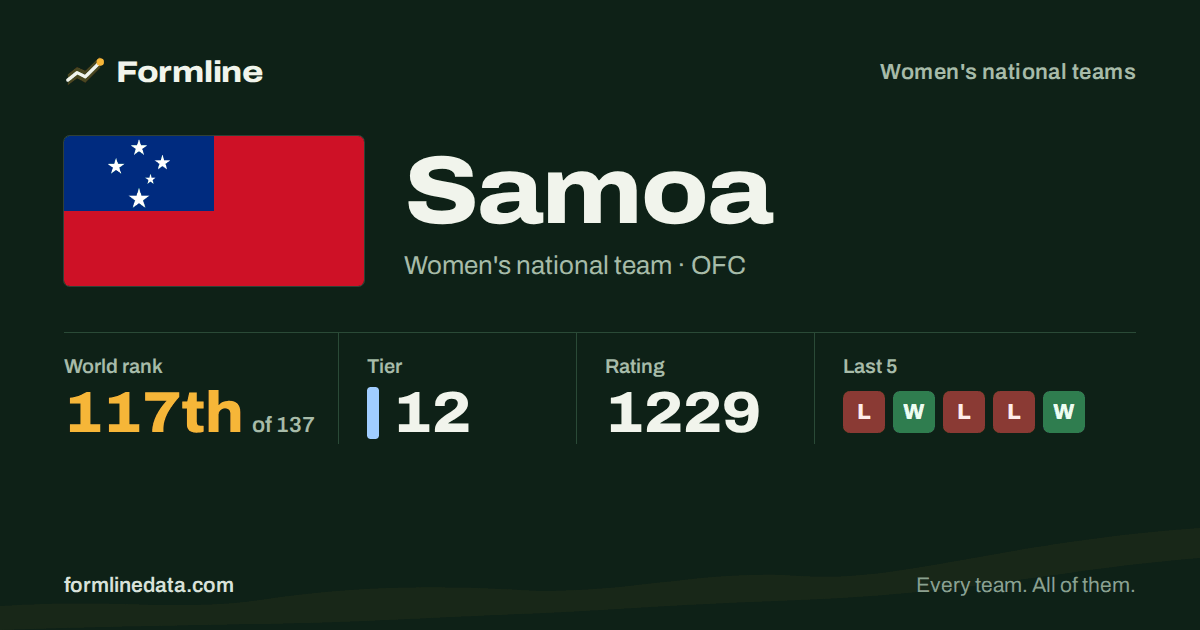 Formline
Women's national teams
Samoa
Women's national team · OFC
World rank
117th of 137
Tier
12
Rating
1229
Last 5
L W L L W
formlinedata.com
Every team. All of them.